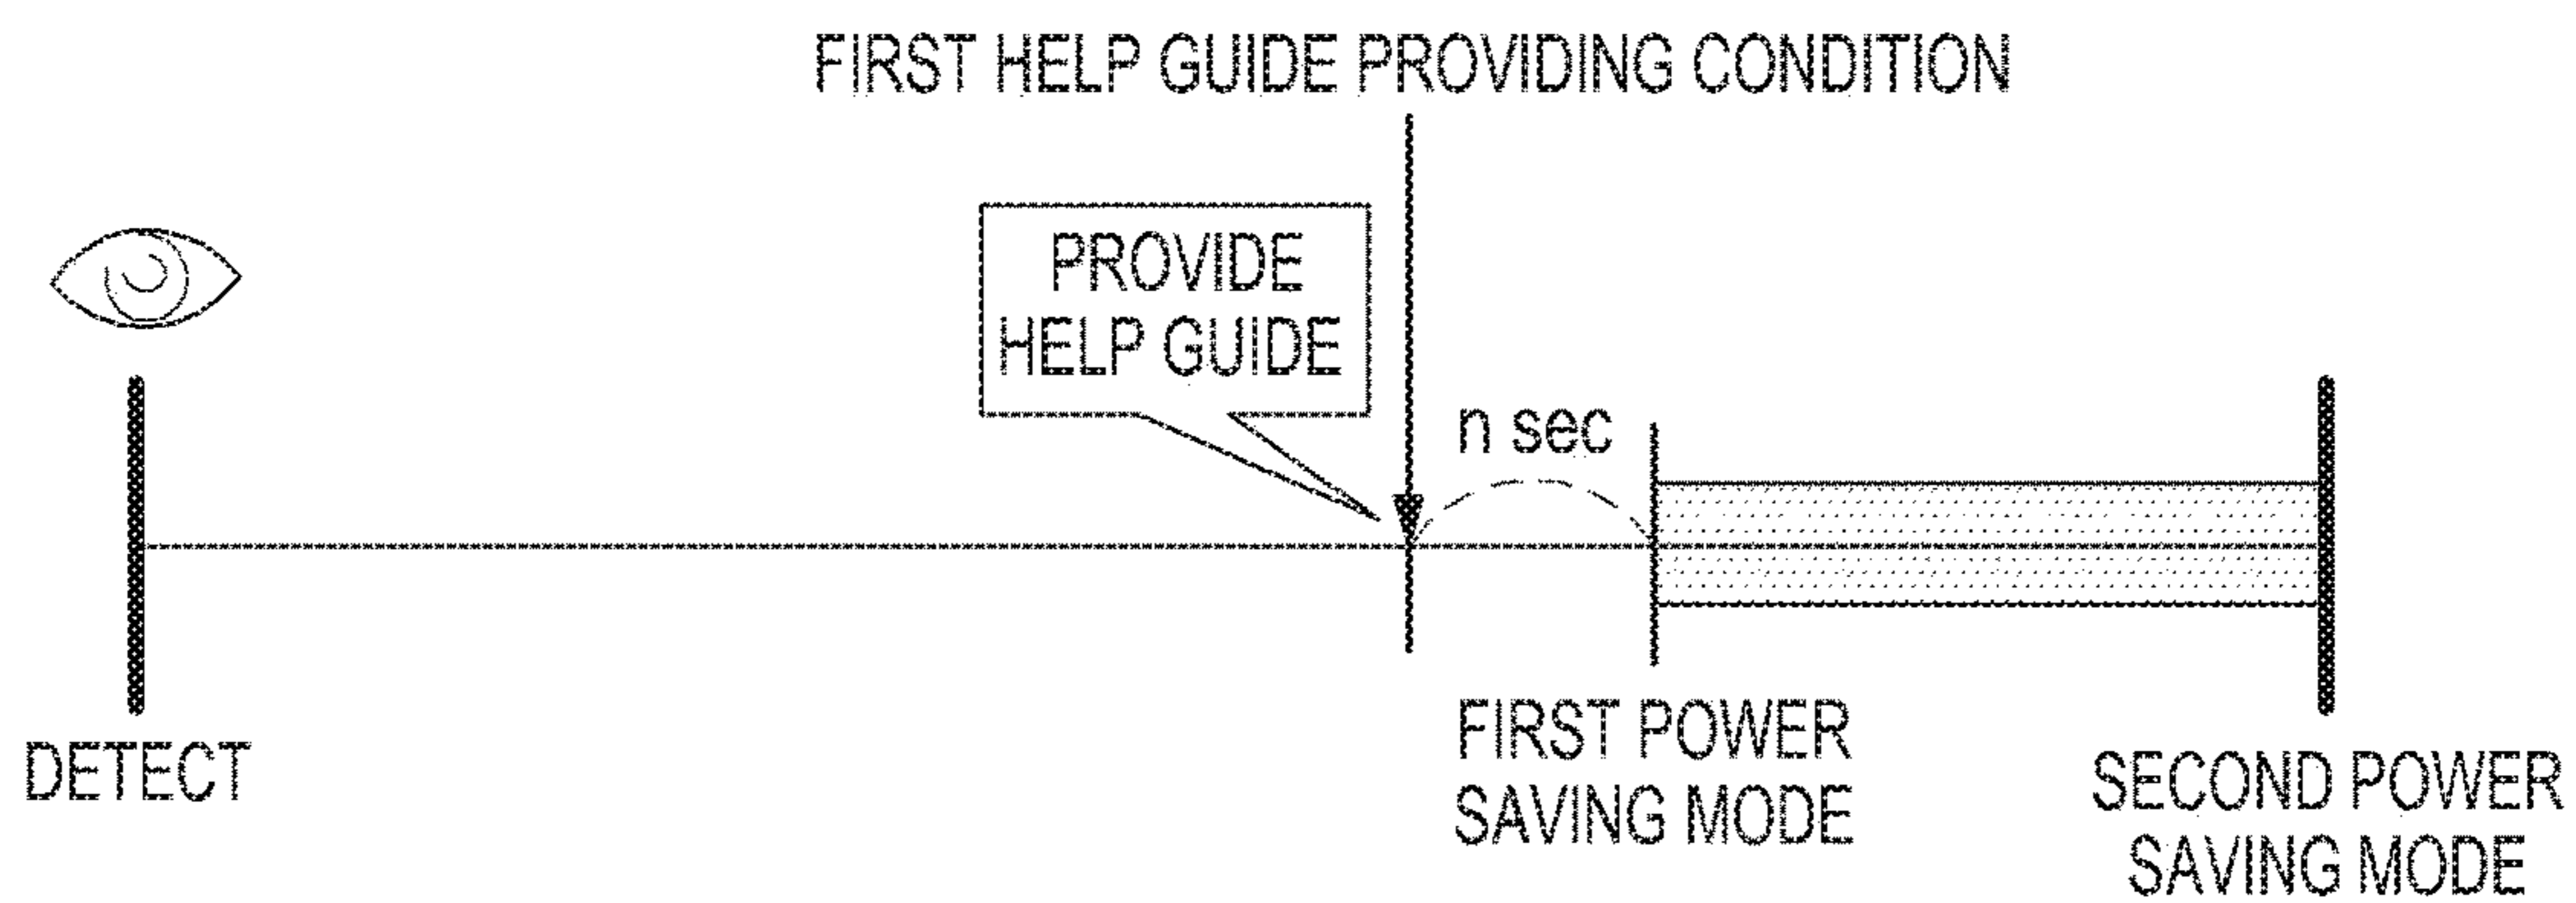 FIRST HELP GUIDE PROVIDING CONDITION
PROVIDE
HELP GUIDE
n sec
DETECT
FIRST POWER
SAVING MODE
SECOND POWER
SAVING MODE